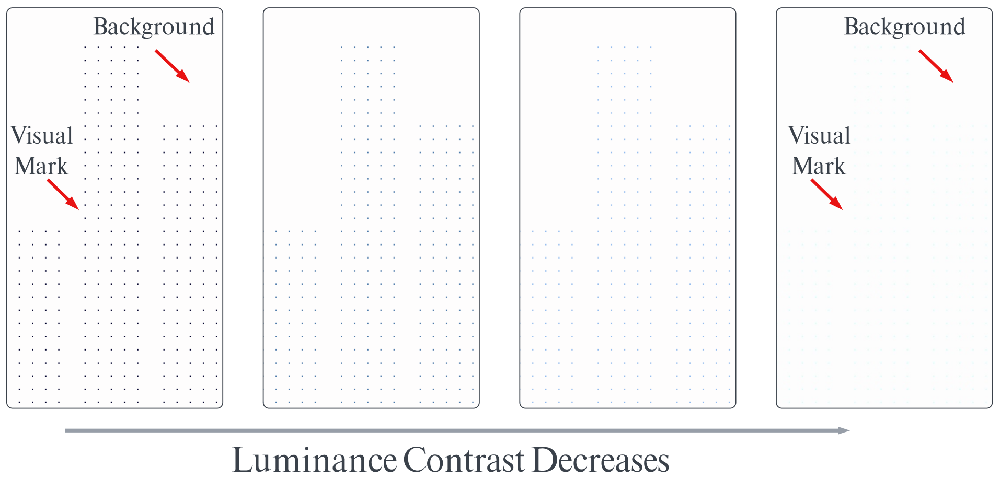 Background
Visual
Mark
Background
Visual
Mark
Luminance Contrast Decreases